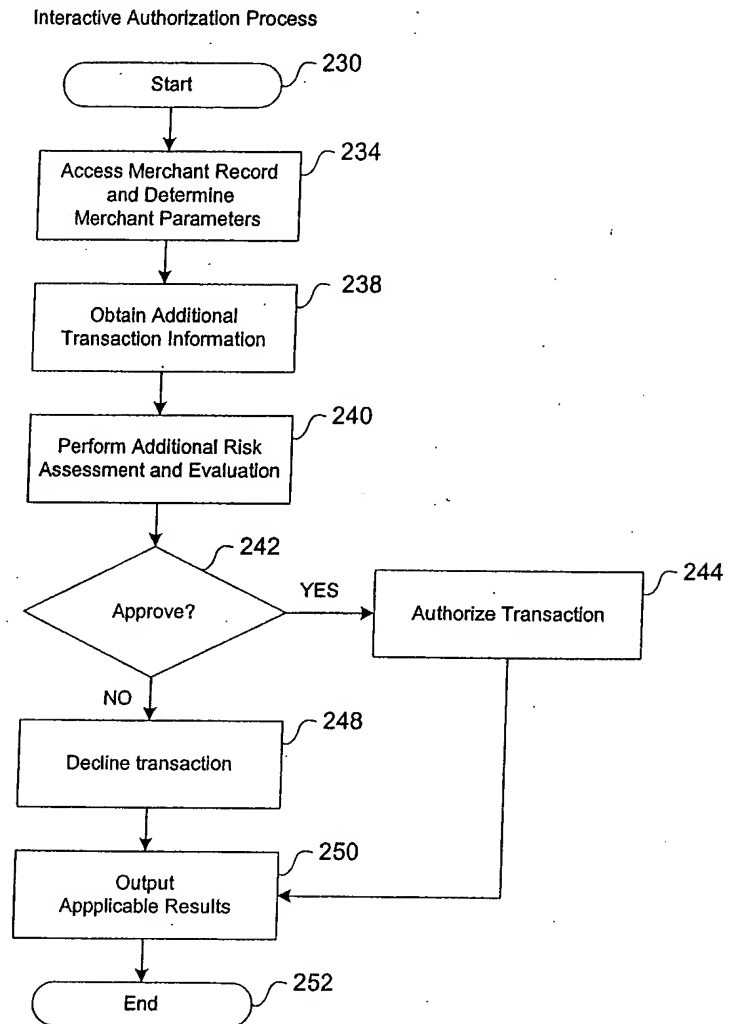 Interactive Authorization Process
Start
230
Access Merchant Record
and Determine
Merchant Parameters
234
Obtain Additional
Transaction Information
238
Perform Additional Risk
Assessment and Evaluation
240
Approve?
242
YES
Authorize Transaction
244
NO
Decline transaction
248
Output
Appplicable Results
250
End
252